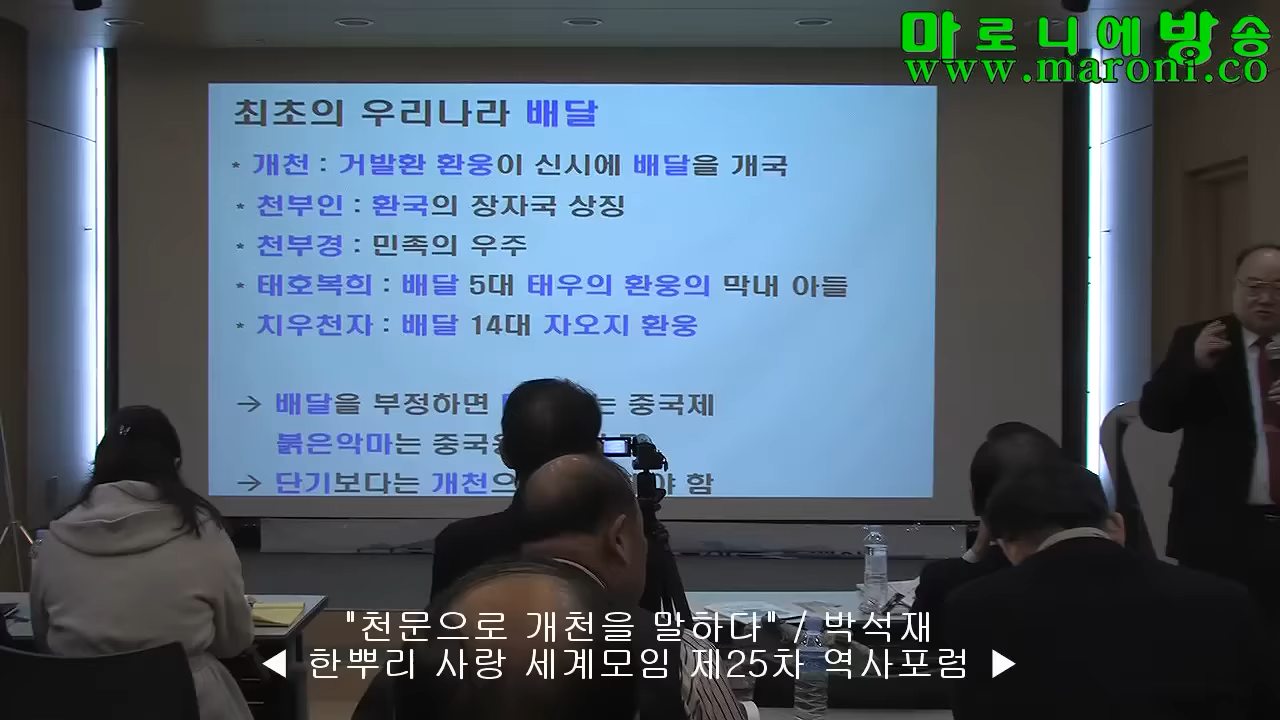 마로니에방송
www.maroni.co
최초의 우리나라 배달
* 개천 : 거발환 환웅이 신시에 배달을 개국
* 천부인 : 환국의 장자국 상징
* 천부경 : 민족의 우주
* 태호복희 : 배달 5대 태우의 환웅의 막내 아들
* 치우천자 : 배달 14대 자오지 환웅
→ 배달을 부정하면 중국제
붉은악마는
→ 단기보다는 함
"천문으로 개천을 말하다" / 박석재
◀ 한뿌리 사랑 세계모임 제25차 역사포럼 ▶